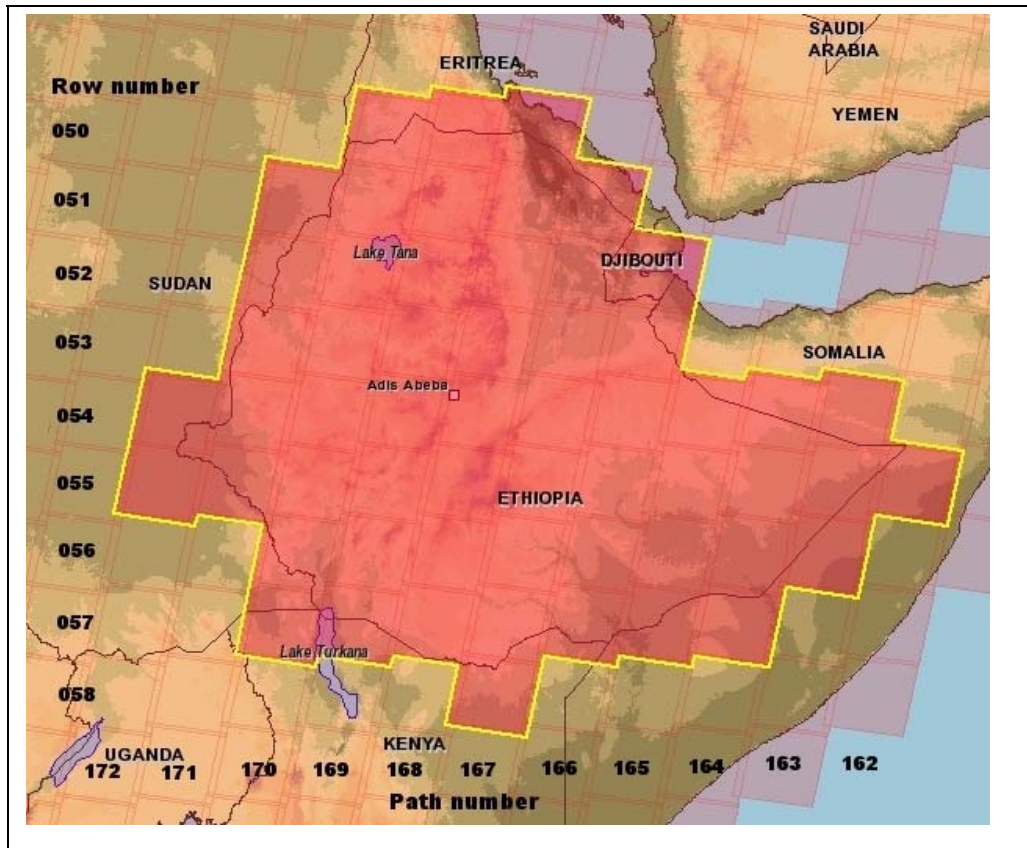 SAUDI
ARABIA
ERITREA
Row number
YEMEN
050
051
Lake Tana
052
SUDAN
DJIBOUTI
053
SOMALIA
Adis Abeba
054
055
ETHIOPIA
056
057
Lake Turkana
058
KENYA
UGANDA
172 171 170 169 168 167 166 165 164 163 162
Path number